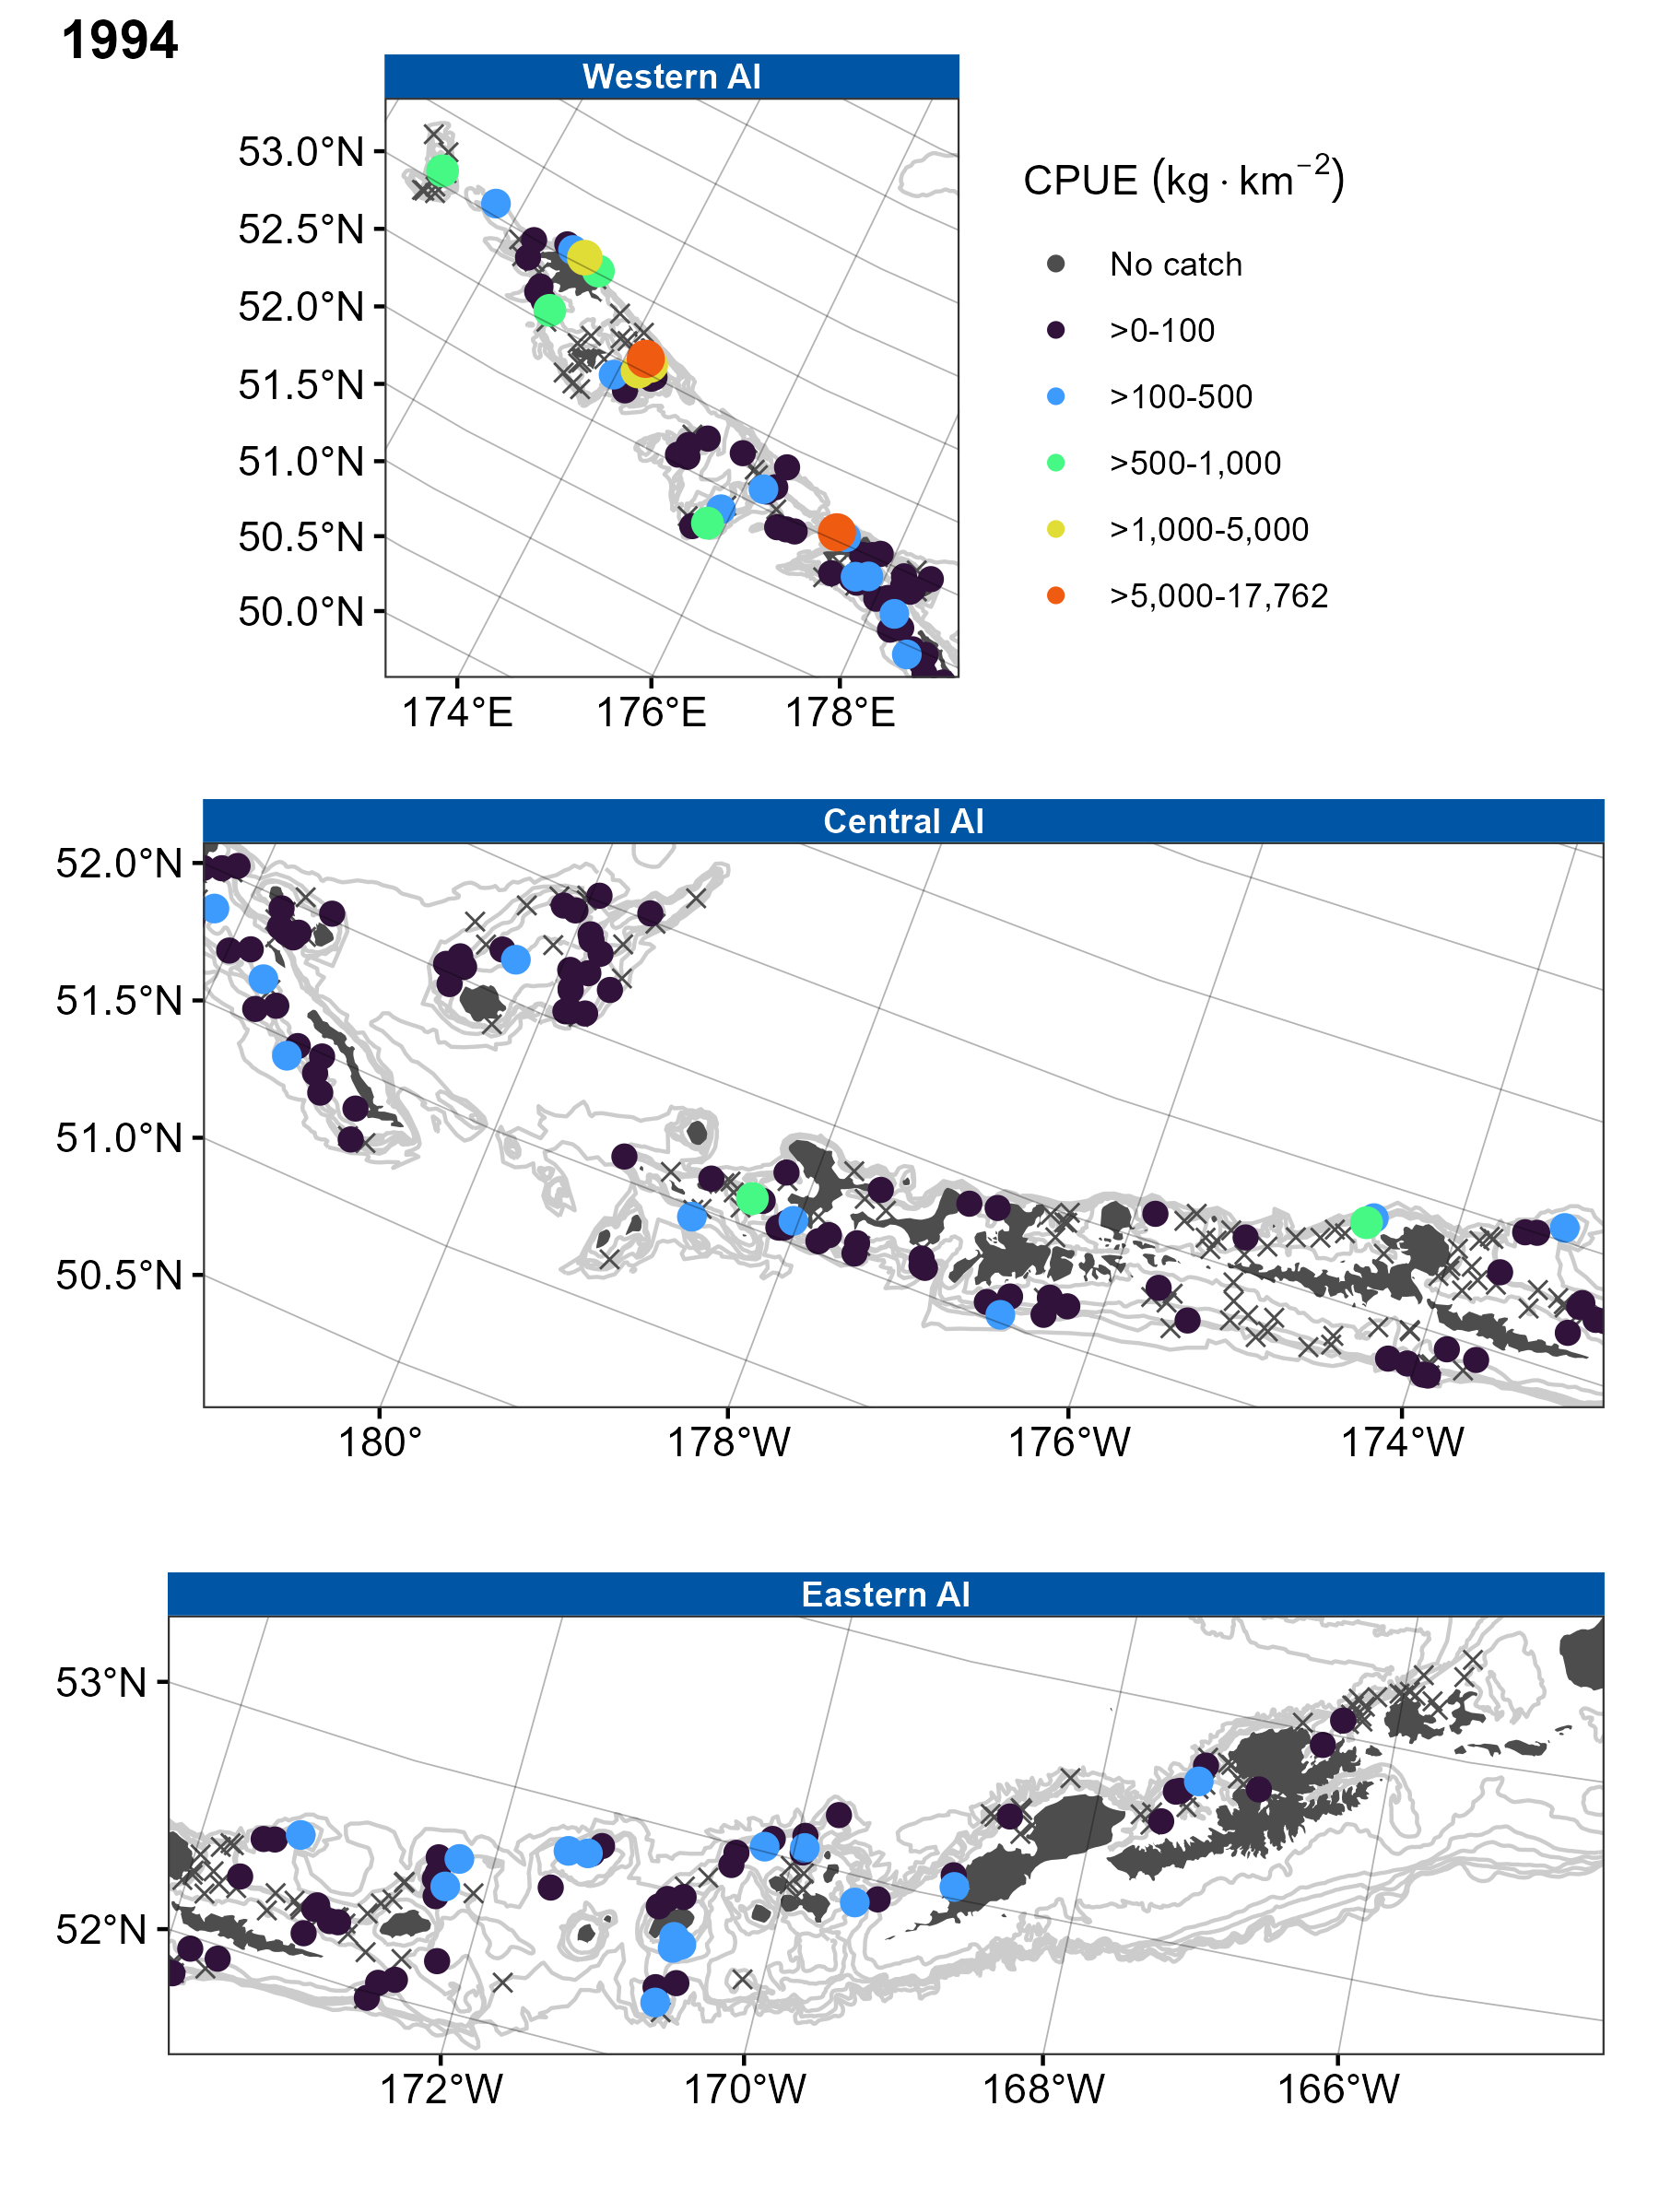 1994
Western AI
53.0°N
52.5°N
52.0°N
51.5°N
51.0°N
50.5°N
50.0°N
174°E 176°E 178°E
CPUE (kg · km⁻²)
No catch
>0-100
>100-500
>500-1,000
>1,000-5,000
>5,000-17,762
Central AI
52.0°N
51.5°N
51.0°N
50.5°N
180° 178°W 176°W 174°W
Eastern AI
53°N
52°N
172°W 170°W 168°W 166°W